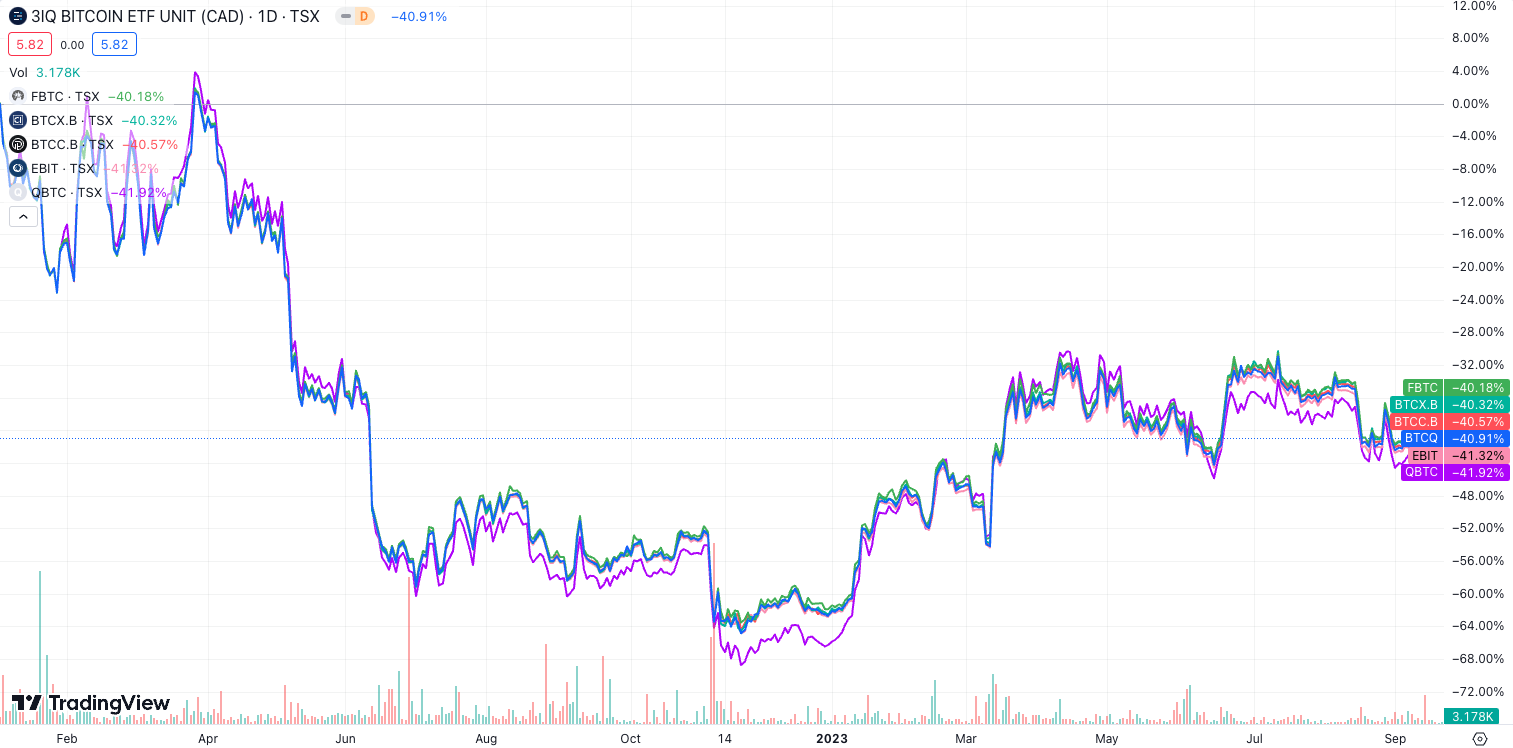 3IQ BITCOIN ETF UNIT (CAD) · 1D · TSX D −40.91%
5.82 0.00 5.82
Vol 3.178K
FBTC · TSX −40.18%
BTCX.B · TSX −40.32%
BTCC.B · TSX −40.57%
EBIT · TSX −41.32%
QBTC · TSX −41.92%
12.00%
8.00%
4.00%
0.00%
−4.00%
−8.00%
−12.00%
−16.00%
−20.00%
−24.00%
−28.00%
−32.00%
FBTC −40.18%
BTCX.B −40.32%
BTCC.B −40.57%
BTCQ −40.91%
EBIT −41.32%
QBTC −41.92%
−48.00%
−52.00%
−56.00%
−60.00%
−64.00%
−68.00%
−72.00%
3.178K
TradingView
Feb Apr Jun Aug Oct 14 2023 Mar May Jul Sep